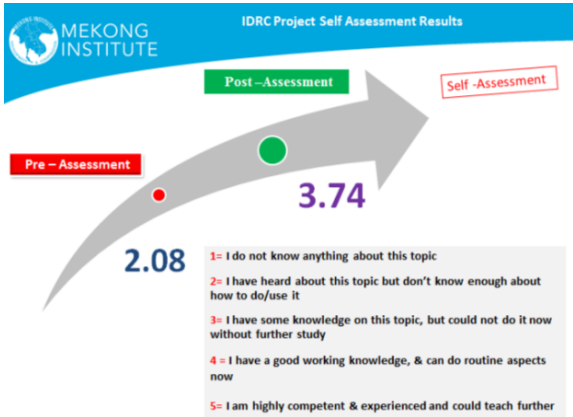 MEKONG
INSTITUTE
IDRC Project Self Assessment Results
Post –Assessment
Self -Assessment
Pre – Assessment
3.74
2.08
1= I do not know anything about this topic
2= I have heard about this topic but don't know enough about
how to do/use it
3= I have some knowledge on this topic, but could not do it now
without further study
4 = I have a good working knowledge, & can do routine aspects
now
5= I am highly competent & experienced and could teach further